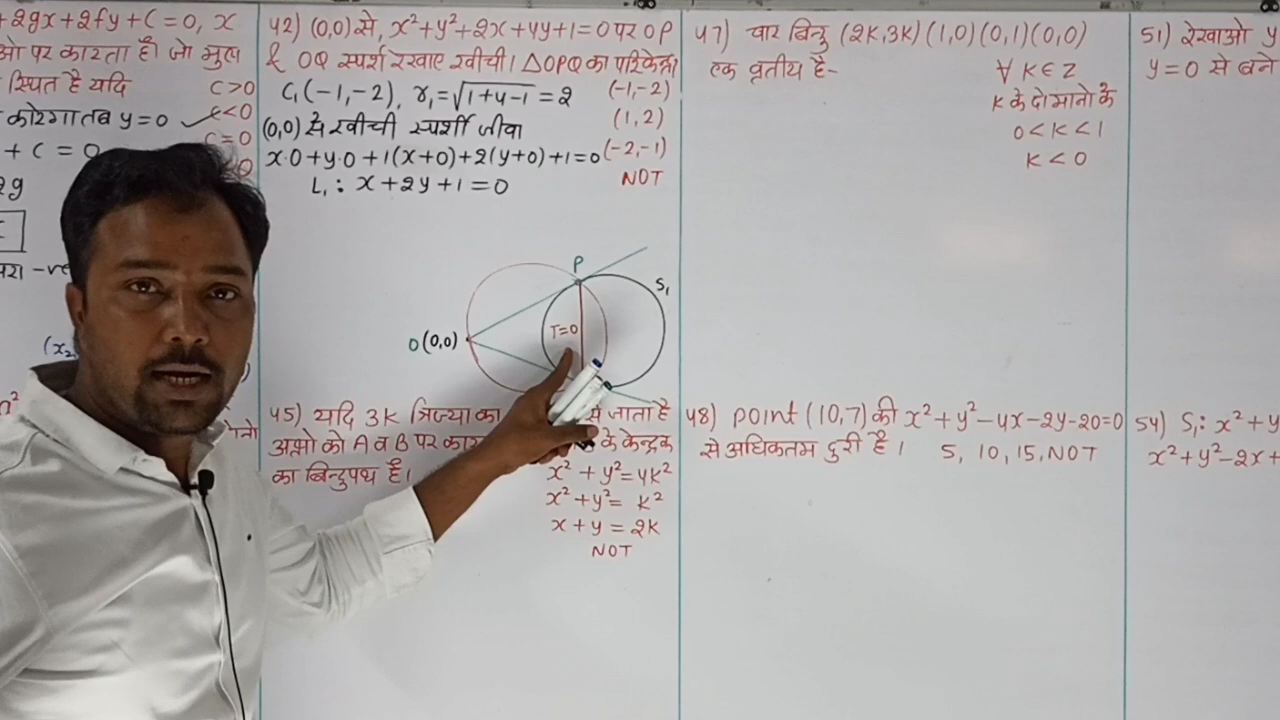 +2gx+2fy+C=0, x
ओ पर काटता है। जो मुल
स्थित है यदि C>0
कोरेगा तब y=0 C<0
+ C = 0 C=0
2g
42) (0,0) से, x²+y²+2x+4y+1=0 पर OP
& OQ स्पर्श रेखाए खीची। △OPQ का परिकेन्द्र।
C₁(-1,-2), r₁=√1+4-1=2 (-1,-2)
(0,0) से खीची स्पर्शी जीवा (1,2)
x·0+y·0+1(x+0)+2(y+0)+1=0 (-2,-1)
L₁: x+2y+1=0 NOT
P
S₁
T=0
O(0,0)
45) यदि 3K त्रिज्या का से जाता है
अक्षो को A व B पर के केन्द्रक
का बिन्दुपथ है। x²+y²=4K²
x²+y²=K²
x+y=2K
NOT
47) चार बिन्दु (2K,3K)(1,0)(0,1)(0,0)
एक वृतीय है- ∀ K∈Z
K के दो मानो के
0<K<1
K<0
48) point (10,7) की x²+y²-4x-2y-20=0
से अधिकतम दुरी है। 5, 10, 15, NOT
51) रेखाओ y
y=0 से बने
54) S₁: x²+y
x²+y²-2x+